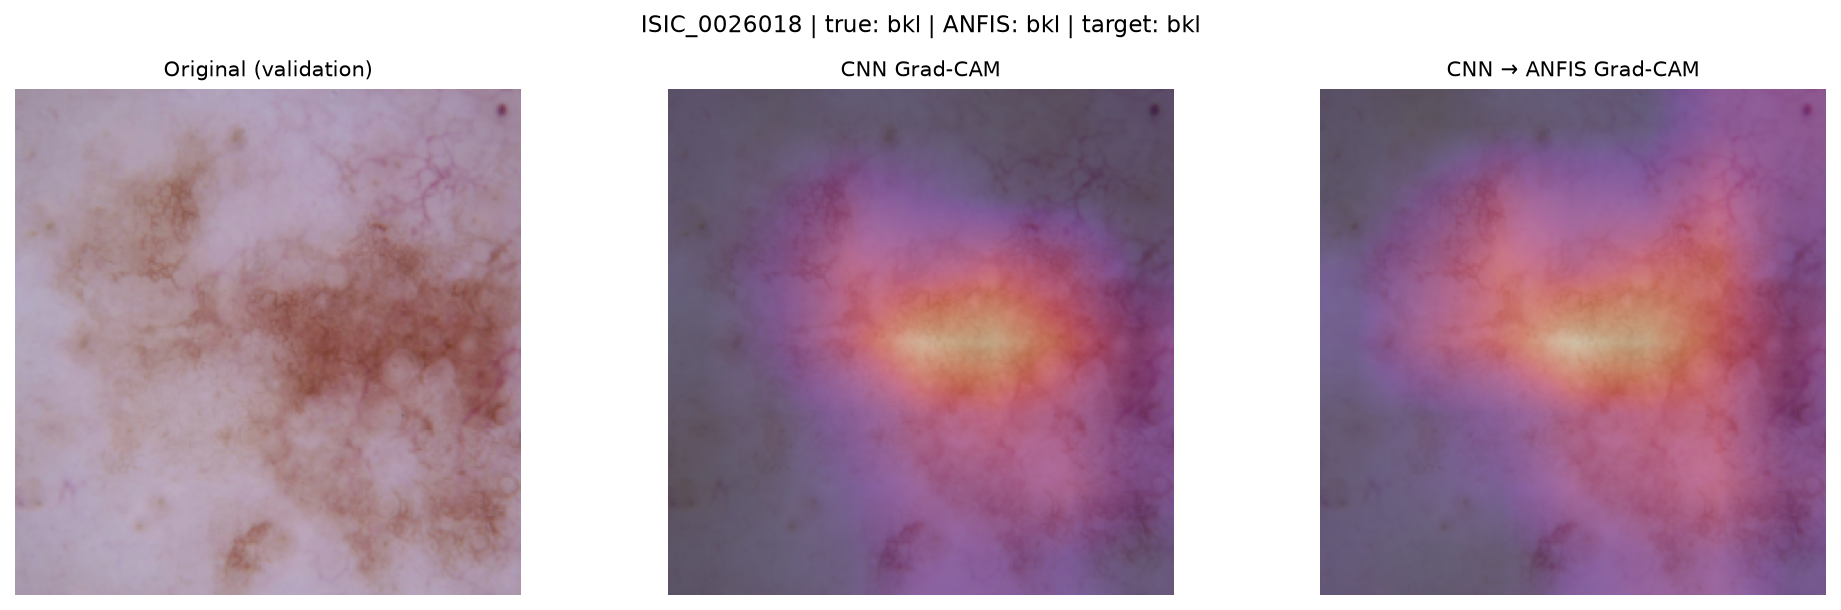 ISIC_0026018 | true: bkl | ANFIS: bkl | target: bkl
Original (validation)
CNN Grad-CAM
CNN → ANFIS Grad-CAM